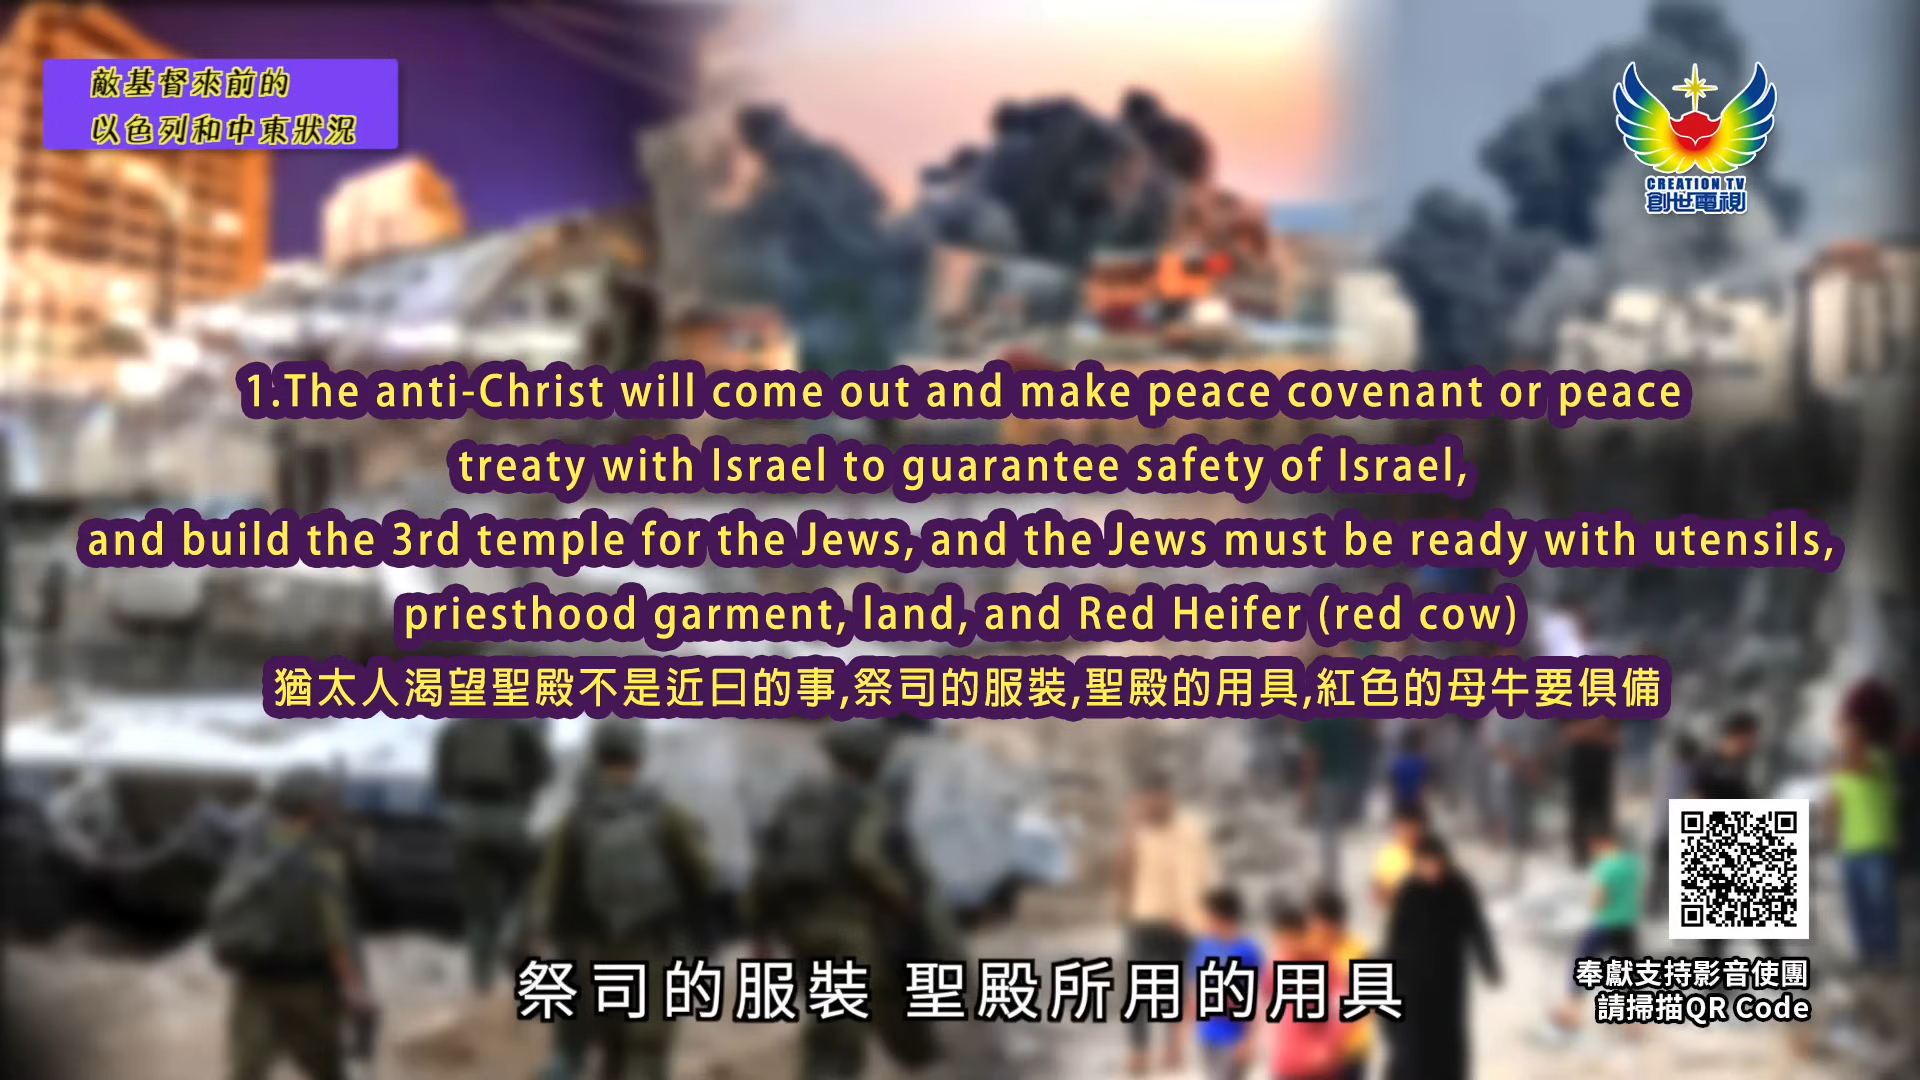 敵基督來前的
以色列和中東狀況
CREATION TV
創世電視
1.The anti-Christ will come out and make peace covenant or peace
treaty with Israel to guarantee safety of Israel,
and build the 3rd temple for the Jews, and the Jews must be ready with utensils,
priesthood garment, land, and Red Heifer (red cow)
猶太人渴望聖殿不是近日的事,祭司的服裝,聖殿的用具,紅色的母牛要俱備
祭司的服裝 聖殿所用的用具
奉獻支持影音使團
請掃描QR Code